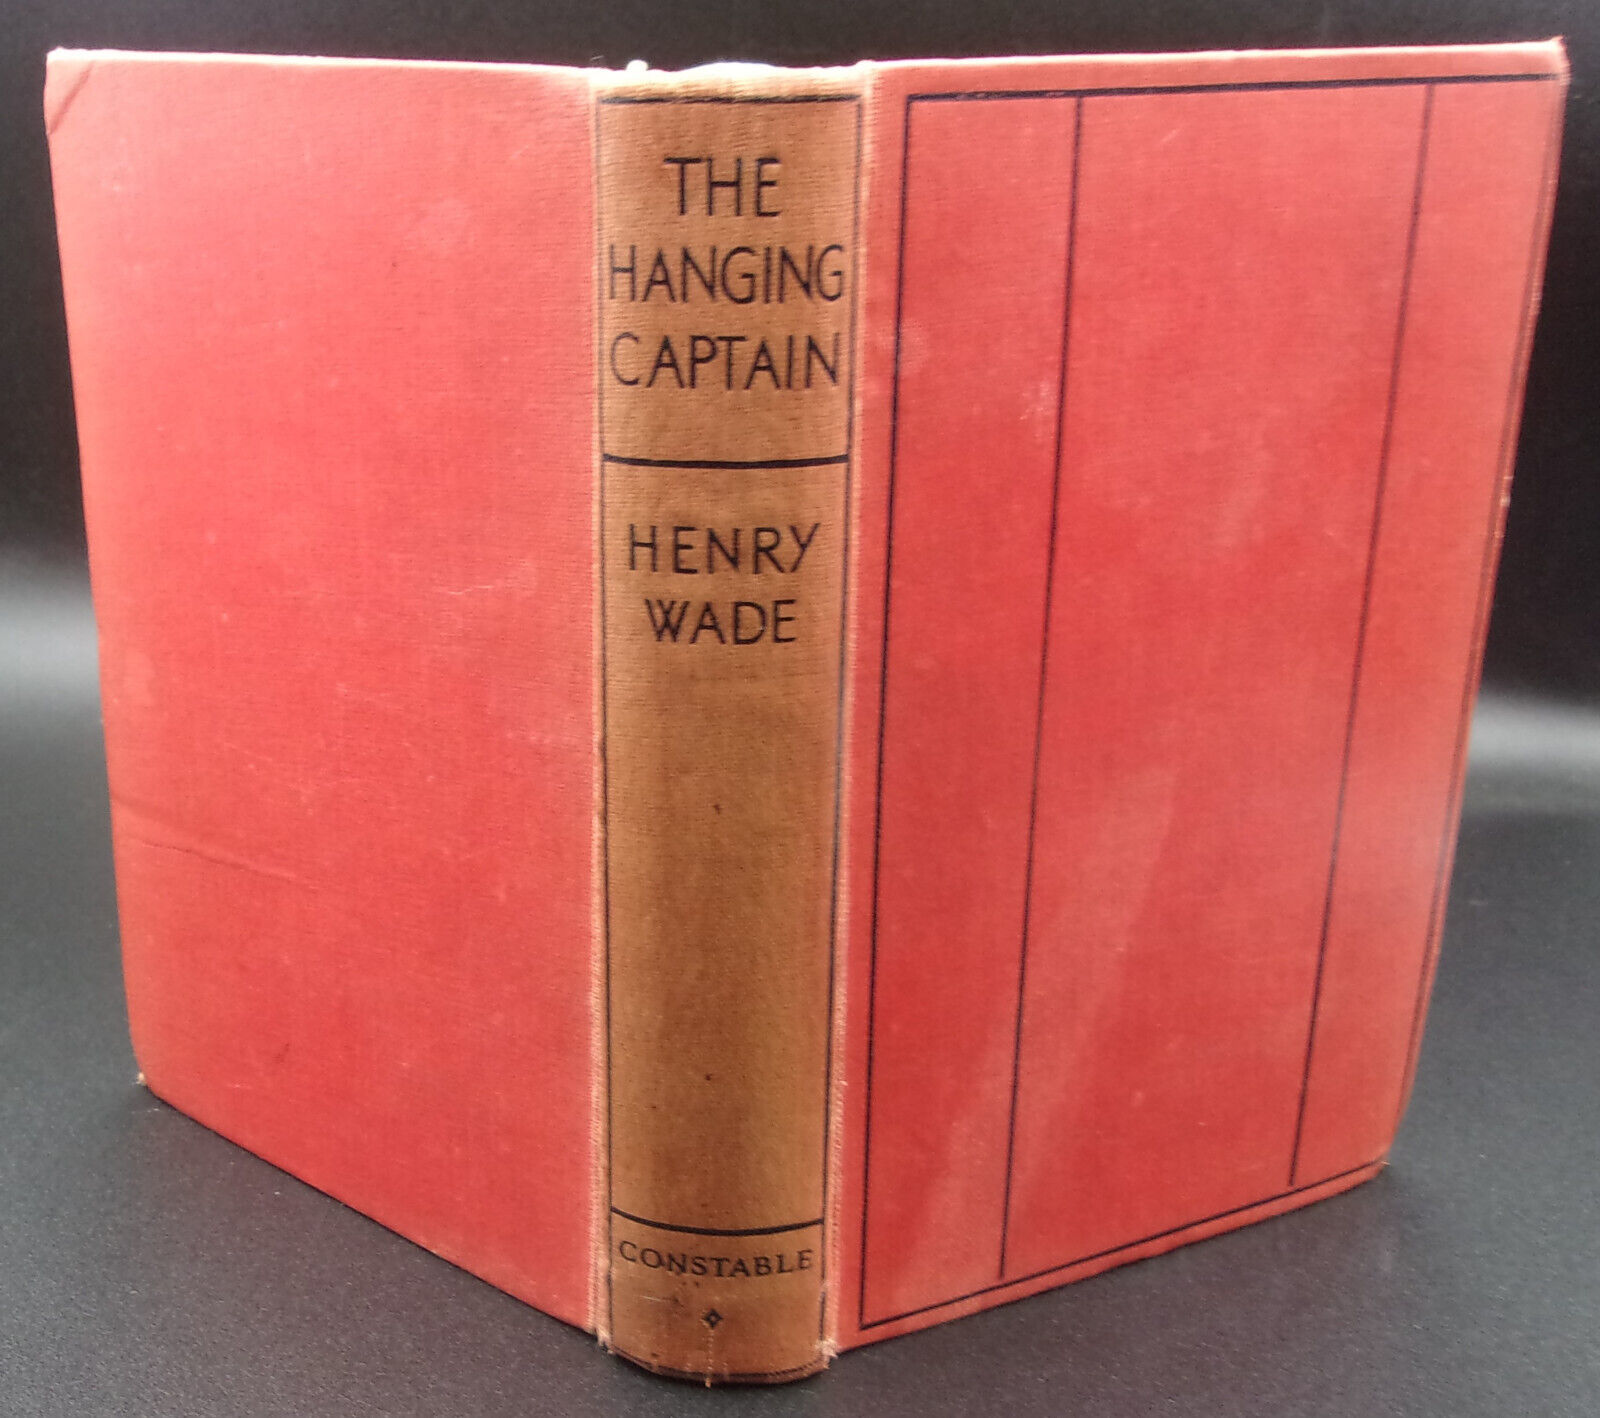 THE
HANGING
CAPTAIN
HENRY
WADE
CONSTABLE